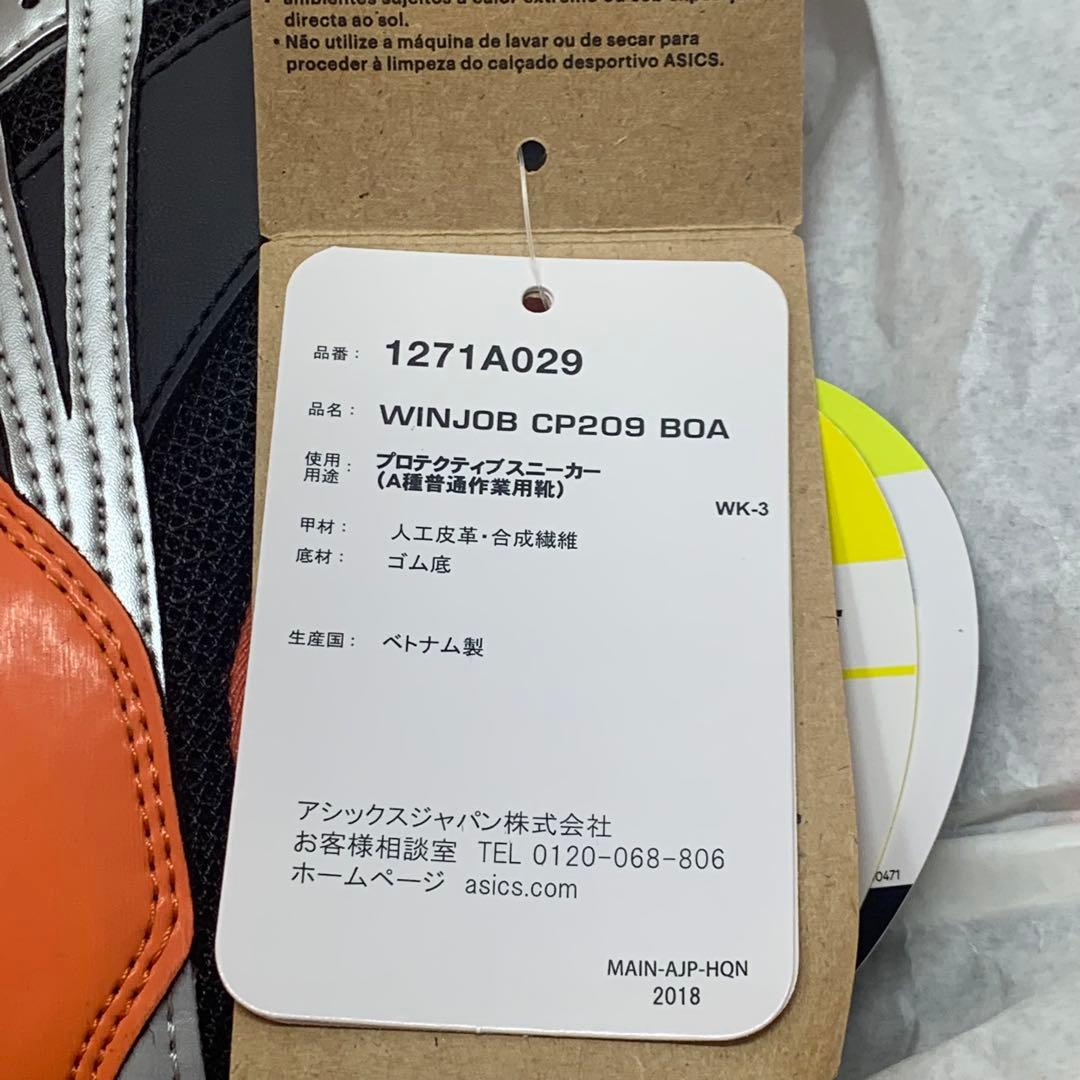 directa ao sol.
• Não utilize a máquina de lavar ou de secar para
proceder à limpeza do calçado desportivo ASICS.
品番： 1271A029
品名： WINJOB CP209 BOA
使用用途： プロテクティブスニーカー
（A種普通作業用靴）
WK-3
甲材： 人工皮革・合成繊維
底材： ゴム底
生産国： ベトナム製
アシックスジャパン株式会社
お客様相談室 TEL 0120-068-806
ホームページ asics.com
0471
MAIN-AJP-HQN
2018